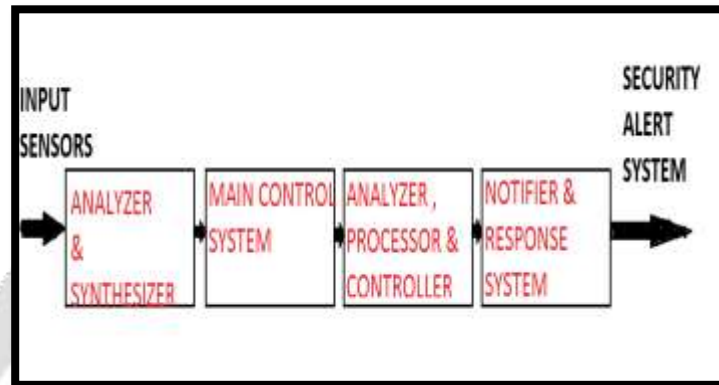 INPUT
SENSORS
ANALYZER
&
SYNTHESIZER
MAIN CONTROL
SYSTEM
ANALYZER ,
PROCESSOR &
CONTROLLER
NOTIFIER &
RESPONSE
SYSTEM
SECURITY
ALERT
SYSTEM